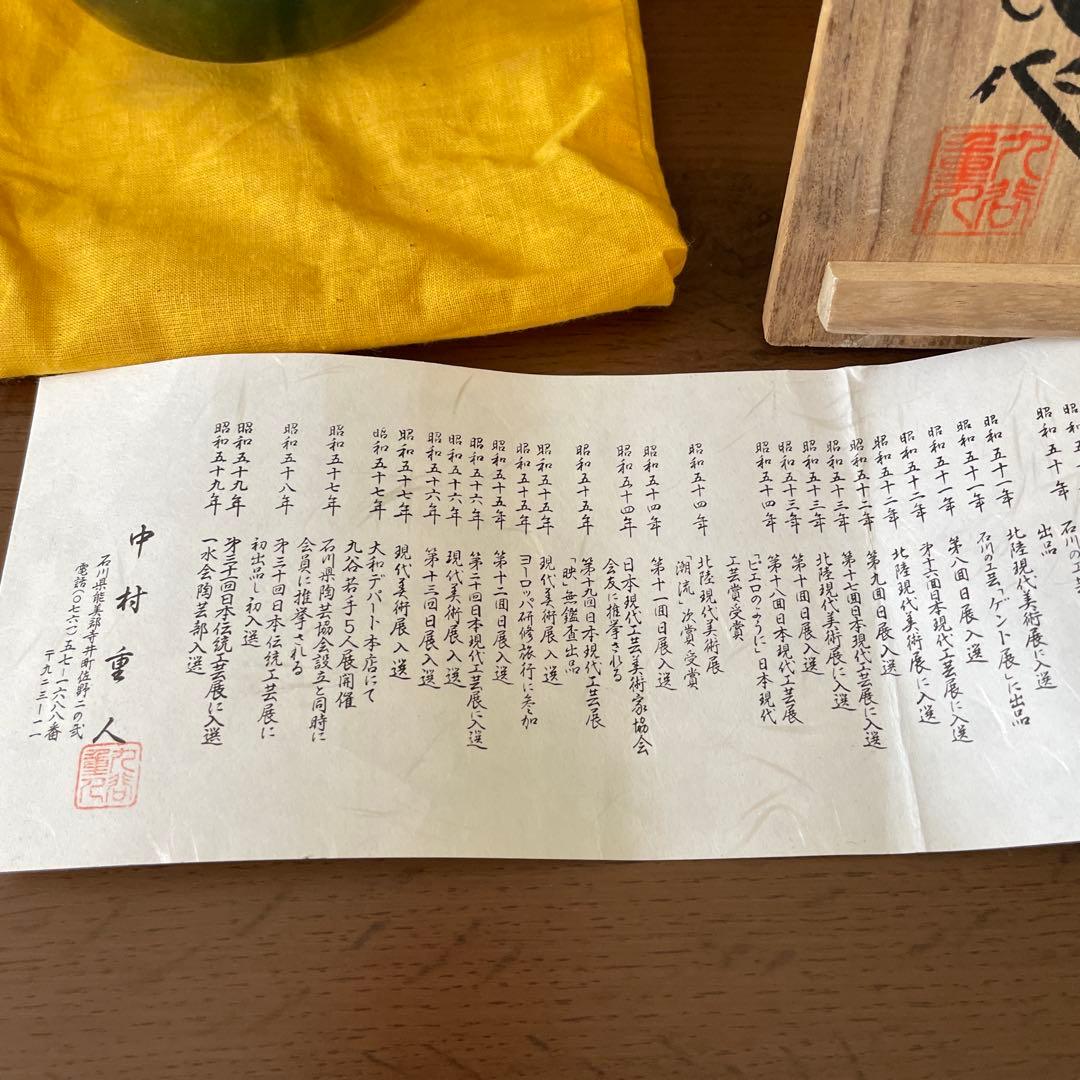 昭和五十年
出品
石川の工芸「ゲント展」に出品
昭和五十一年
北陸現代美術展に入選
昭和五十一年
第八回日展に入選
昭和五十一年
第十六回日本現代工芸展に入選
昭和五十二年
北陸現代美術展に入選
昭和五十二年
第九回日展入選
昭和五十二年
第十七回日本現代工芸展に入選
昭和五十三年
北陸現代美術展に入選
昭和五十三年
第十回日展入選
昭和五十四年
第十八回日本現代工芸展
「ピエロのように」日本現代
工芸賞受賞
昭和五十四年
北陸現代美術展
「潮流」次賞受賞
昭和五十四年
第十一回日展入選
昭和五十四年
日本現代工芸美術家協会
会友に推挙される
昭和五十五年
第十九回日本現代工芸展
「映」無鑑査出品
昭和五十五年
現代美術展入選
昭和五十五年
ヨーロッパ研修旅行に参加
昭和五十五年
第十二回日展入選
昭和五十六年
第二十回日本現代工芸展に入選
昭和五十六年
現代美術展入選
昭和五十六年
第十三回日展入選
昭和五十七年
現代美術展入選
昭和五十七年
大和デパート本店にて
九谷若手5人展開催
昭和五十七年
石川県陶芸協会設立と同時に
会員に推挙される
昭和五十八年
第三十回日本伝統工芸展に
初出品し初入選
昭和五十九年
第三十一回日本伝統工芸展に入選
昭和五十九年
一水会陶芸部入選
中村重人
石川県能美郡寺井町佐野二の弐
電話(〇七六一)五七-一六八八番
〒九二三-一一
九谷
重人
九谷
重人